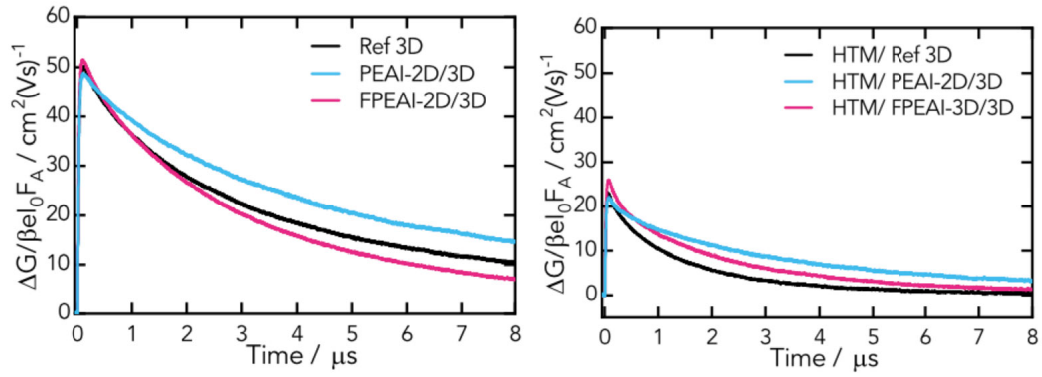 60
50
40
30
20
10
0
ΔG/βeI₀F_A / cm²(Vs)⁻¹
Ref 3D
PEAI-2D/3D
FPEAI-2D/3D
0 1 2 3 4 5 6 7 8
Time / μs
60
50
40
30
20
10
0
ΔG/βeI₀F_A / cm²(Vs)⁻¹
HTM/ Ref 3D
HTM/ PEAI-2D/3D
HTM/ FPEAI-3D/3D
0 1 2 3 4 5 6 7 8
Time / μs